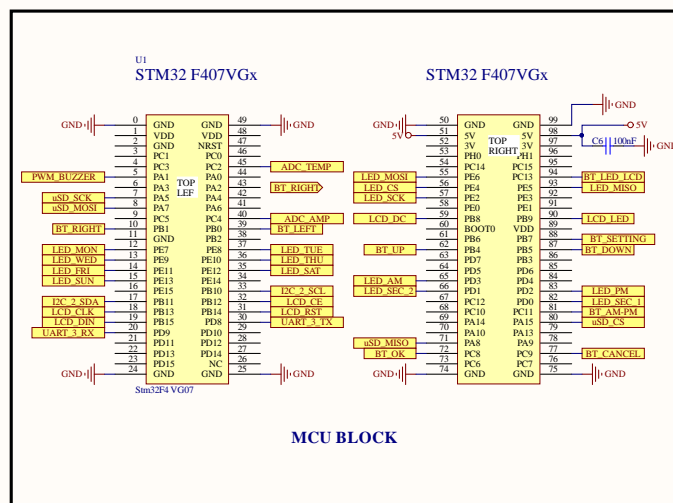 U1
STM32 F407VGx
GND 0 GND GND 49 GND
1 VDD VDD 48
2 GND NRST 47
3 PC1 PC0 46
4 PC3 PC2 45 ADC_TEMP
PWM_BUZZER 5 PA1 PA0 44
TOP
LEF
6 PA3 PA2 43 BT_RIGHT
uSD_SCK 7 PA5 PA4 42
uSD_MOSI 8 PA7 PA6 41
9 PC5 PC4 40 ADC_AMP
BT_RIGHT 10 PB1 PB0 39 BT_LEFT
11 GND PB2 38
LED_MON 12 PE7 PE8 37 LED_TUE
LED_WED 13 PE9 PE10 36 LED_THU
LED_FRI 14 PE11 PE12 35 LED_SAT
LED_SUN 15 PE13 PE14 34
16 PE15 PB10 33 I2C_2_SCL
I2C_2_SDA 17 PB11 PB12 32 LCD_CE
LCD_CLK 18 PB13 PB14 31 LCD_RST
LCD_DIN 19 PB15 PD8 30 UART_3_TX
UART_3_RX 20 PD9 PD10 29
21 PD11 PD12 28
22 PD13 PD14 27
23 PD15 NC 26
GND 24 GND GND 25 GND
Stm32F4 VG07
STM32 F407VGx
GND 50 GND GND 99 GND
5V 51 5V 5V 98 5V
TOP
RIGHT
52 3V 3V 97 C6 100nF GND
53 PH0 PH1 96
54 PC14 PC15 95
LED_MOSI 55 PE6 PC13 94 BT_LED_LCD
LED_CS 56 PE4 PE5 93 LED_MISO
LED_SCK 57 PE2 PE3 92
58 PE0 PE1 91
LCD_DC 59 PB8 PB9 90 LCD_LED
60 BOOT0 VDD 89
61 PB6 PB7 88 BT_SETTING
BT_UP 62 PB4 PB5 87 BT_DOWN
63 PD7 PB3 86
64 PD5 PD6 85
LED_AM 65 PD3 PD4 84
LED_SEC_2 66 PD1 PD2 83 LED_PM
67 PC12 PD0 82 LED_SEC_1
68 PC10 PC11 81 BT_AM-PM
69 PA14 PA15 80 uSD_CS
70 PA10 PA13 79
uSD_MISO 71 PA8 PA9 78
BT_OK 72 PC8 PC9 77 BT_CANCEL
73 PC6 PC7 76
GND 74 GND GND 75 GND
MCU BLOCK